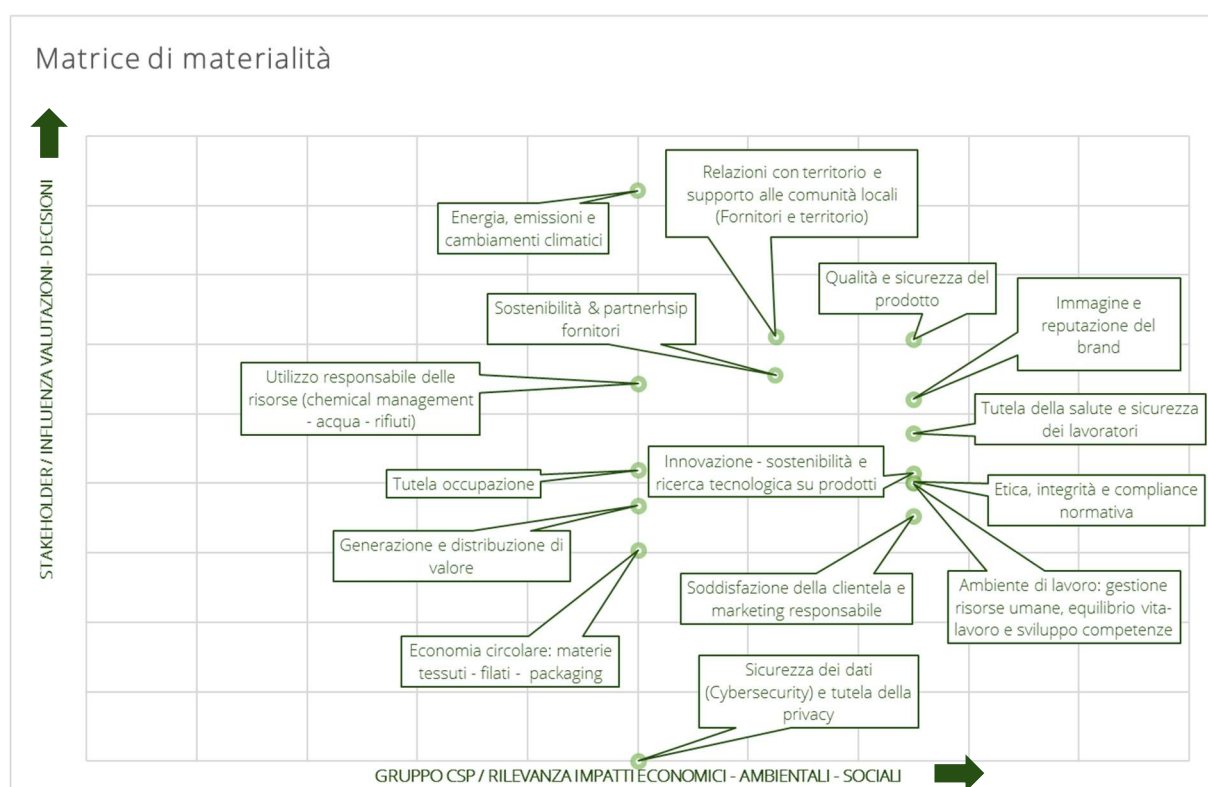 Matrice di materialità
STAKEHOLDER / INFLUENZA VALUTAZIONI- DECISIONI
Relazioni con territorio e
supporto alle comunità locali
(Fornitori e territorio)
Energia, emissioni e
cambiamenti climatici
Qualità e sicurezza del
prodotto
Sostenibilità & partnerhsip
fornitori
Immagine e
reputazione del
brand
Utilizzo responsabile delle
risorse (chemical management
- acqua - rifiuti)
Tutela della salute e sicurezza
dei lavoratori
Innovazione - sostenibilità e
ricerca tecnologica su prodotti
Tutela occupazione
Etica, integrità e compliance
normativa
Generazione e distribuzione di
valore
Soddisfazione della clientela e
marketing responsabile
Ambiente di lavoro: gestione
risorse umane, equilibrio vita-
lavoro e sviluppo competenze
Economia circolare: materie
tessuti - filati - packaging
Sicurezza dei dati
(Cybersecurity) e tutela della
privacy
GRUPPO CSP / RILEVANZA IMPATTI ECONOMICI - AMBIENTALI - SOCIALI